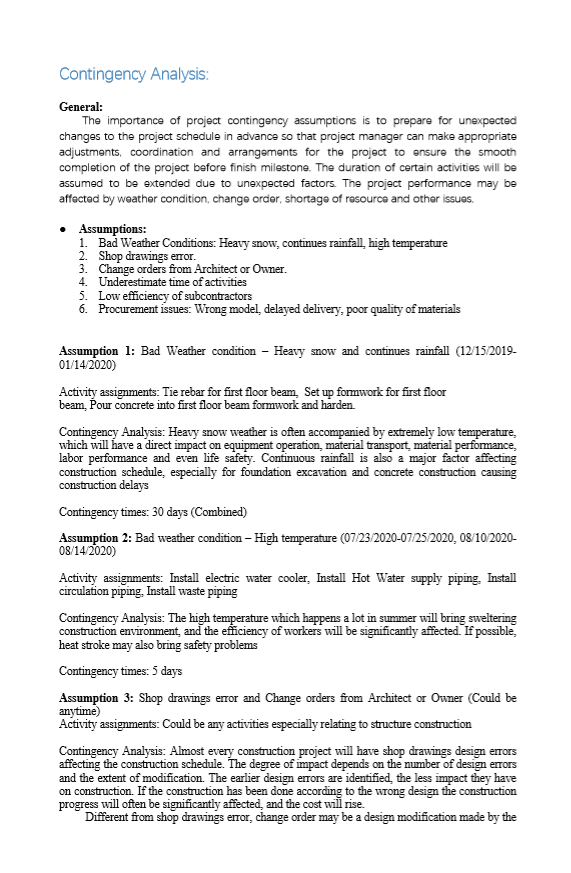 Contingency Analysis:
General:
The importance of project contingency assumptions is to prepare for unexpected
changes to the project schedule in advance so that project manager can make appropriate
adjustments, coordination and arrangements for the project to ensure the smooth
completion of the project before finish milestone. The duration of certain activities will be
assumed to be extended due to unexpected factors. The project performance may be
affected by weather condition, change order, shortage of resource and other issues.
● Assumptions:
1. Bad Weather Conditions: Heavy snow, continues rainfall, high temperature
2. Shop drawings error.
3. Change orders from Architect or Owner.
4. Underestimate time of activities
5. Low efficiency of subcontractors
6. Procurement issues: Wrong model, delayed delivery, poor quality of materials
Assumption 1: Bad Weather condition – Heavy snow and continues rainfall (12/15/2019-
01/14/2020)
Activity assignments: Tie rebar for first floor beam, Set up formwork for first floor
beam, Pour concrete into first floor beam formwork and harden.
Contingency Analysis: Heavy snow weather is often accompanied by extremely low temperature,
which will have a direct impact on equipment operation, material transport, material performance,
labor performance and even life safety. Continuous rainfall is also a major factor affecting
construction schedule, especially for foundation excavation and concrete construction causing
construction delays
Contingency times: 30 days (Combined)
Assumption 2: Bad weather condition – High temperature (07/23/2020-07/25/2020, 08/10/2020-
08/14/2020)
Activity assignments: Install electric water cooler, Install Hot Water supply piping, Install
circulation piping, Install waste piping
Contingency Analysis: The high temperature which happens a lot in summer will bring sweltering
construction environment, and the efficiency of workers will be significantly affected. If possible,
heat stroke may also bring safety problems
Contingency times: 5 days
Assumption 3: Shop drawings error and Change orders from Architect or Owner (Could be
anytime)
Activity assignments: Could be any activities especially relating to structure construction
Contingency Analysis: Almost every construction project will have shop drawings design errors
affecting the construction schedule. The degree of impact depends on the number of design errors
and the extent of modification. The earlier design errors are identified, the less impact they have
on construction. If the construction has been done according to the wrong design the construction
progress will often be significantly affected, and the cost will rise.
Different from shop drawings error, change order may be a design modification made by the